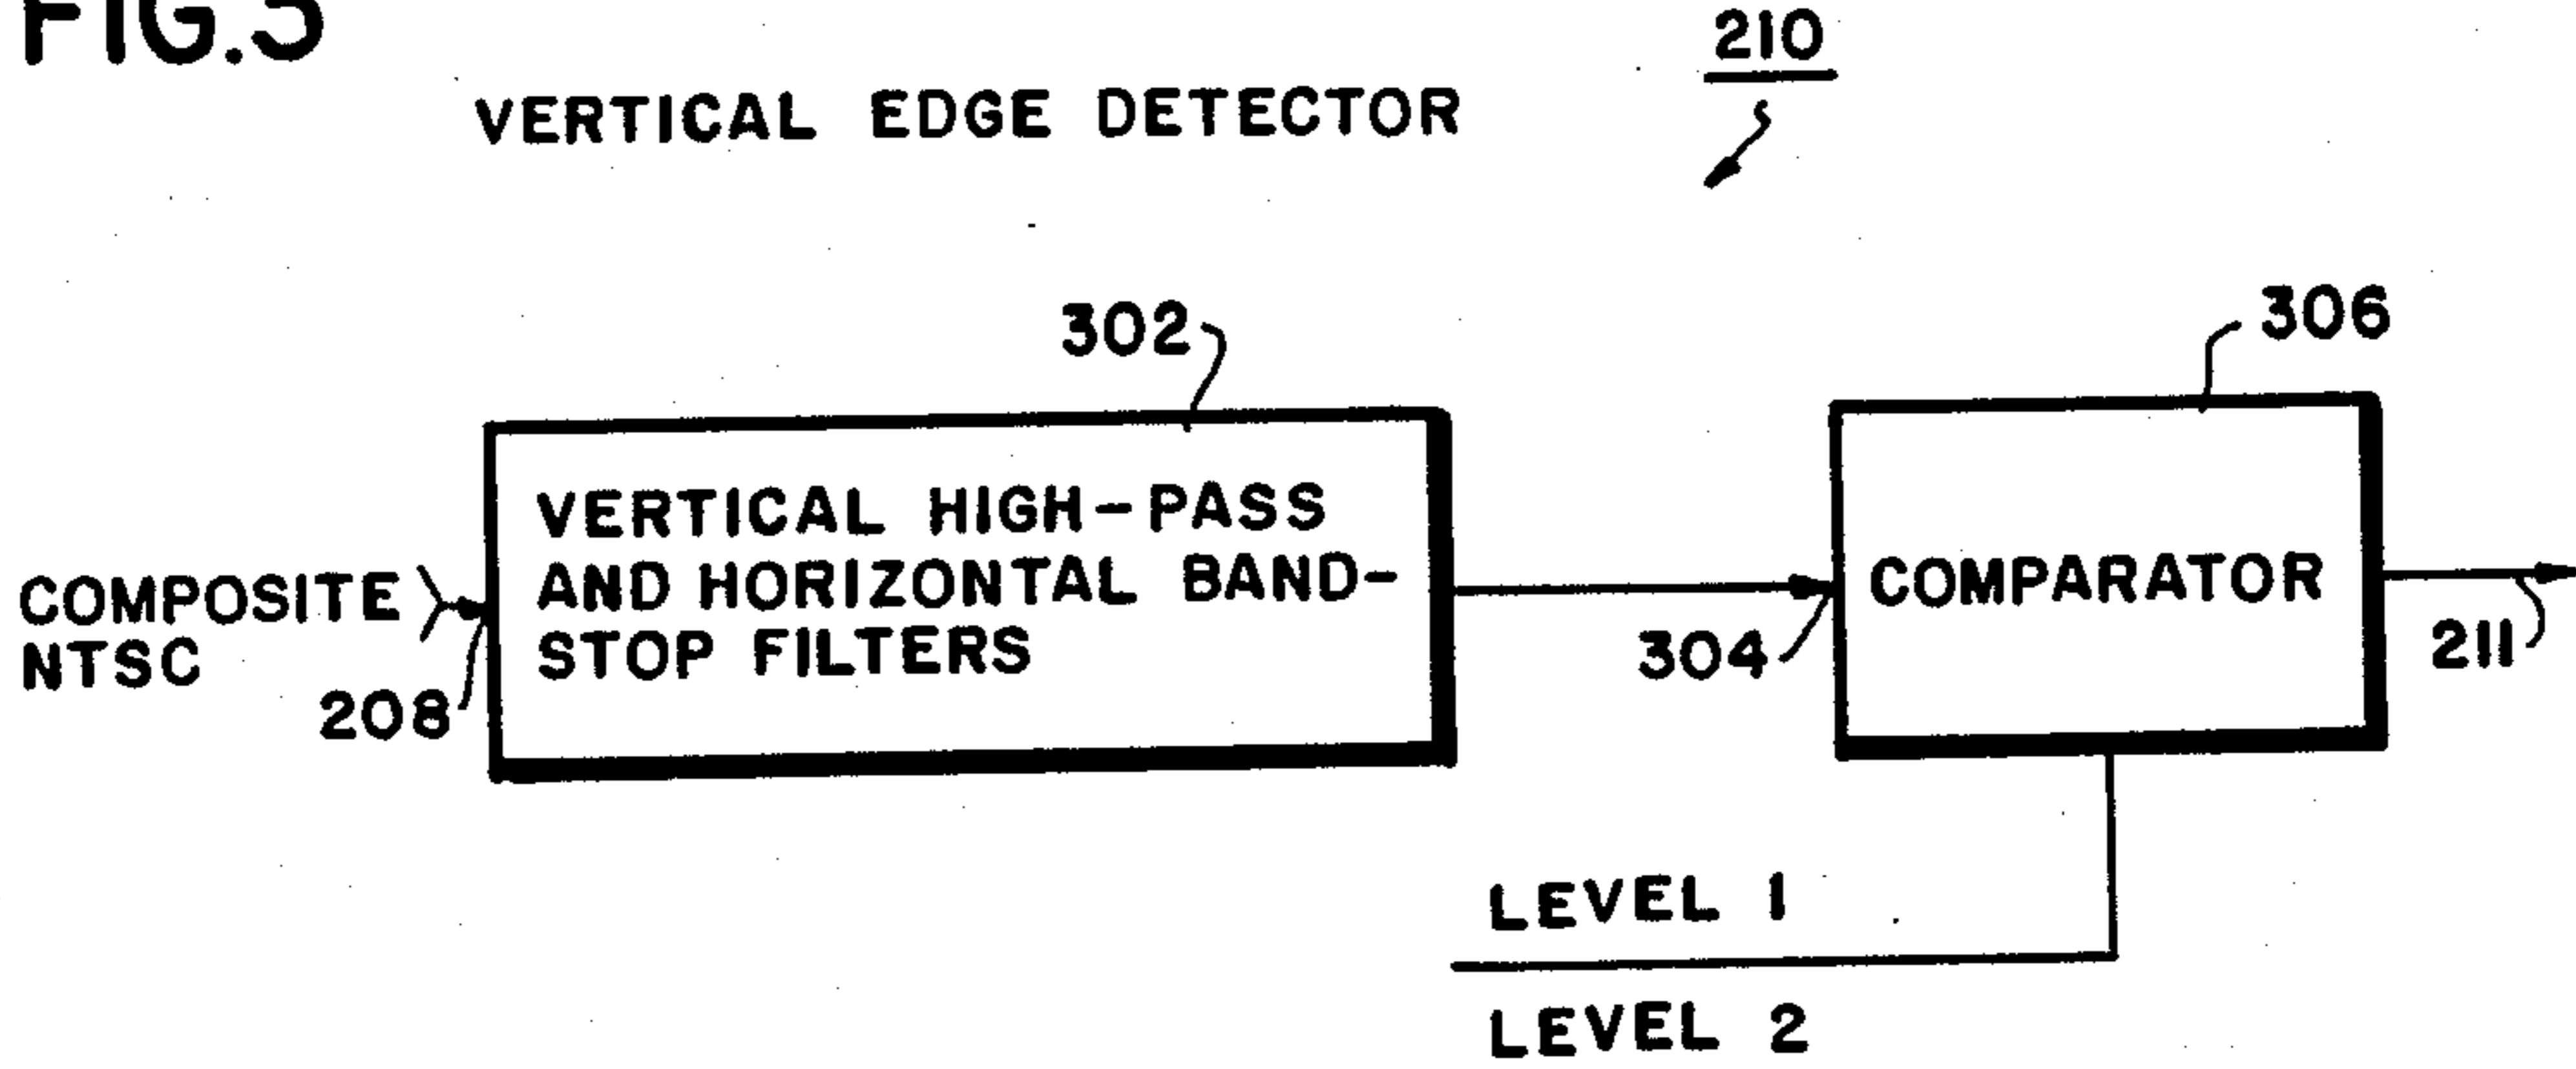 FIG.3
VERTICAL EDGE DETECTOR
210
302
306
VERTICAL HIGH-PASS
AND HORIZONTAL BAND-
STOP FILTERS
COMPOSITE
NTSC
208
304
COMPARATOR
211
LEVEL 1
LEVEL 2